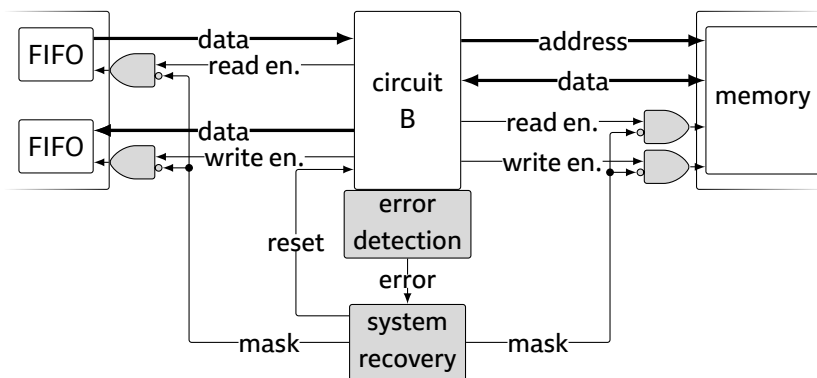 data
address
FIFO
read en.
circuit
B
data
memory
read en.
data
FIFO
write en.
write en.
error
detection
reset
error
system
recovery
mask
mask